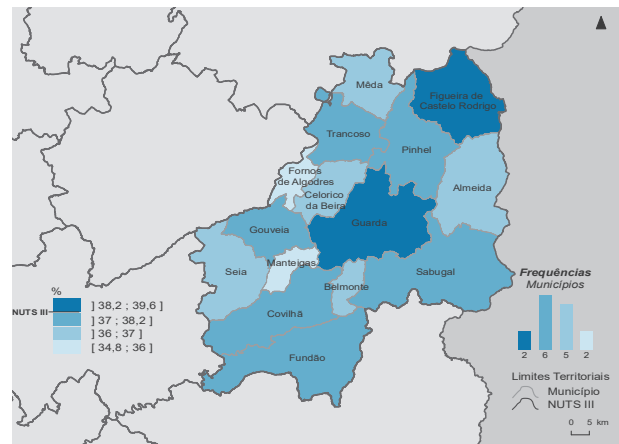 Mêda
Figueira de
Castelo Rodrigo
Trancoso
Pinhel
Fornos
de Algodres
Celorico
da Beira
Almeida
Guarda
Gouveia
Manteigas
Seia
Belmonte
Sabugal
Covilhã
Fundão
%
NUTS III
] 38,2 ; 39,6 ]
] 37 ; 38,2 ]
] 36 ; 37 ]
[ 34,8 ; 36 ]
Frequências
Municípios
2 6 5 2
Limites Territoriais
Município
NUTS III
0 5 km